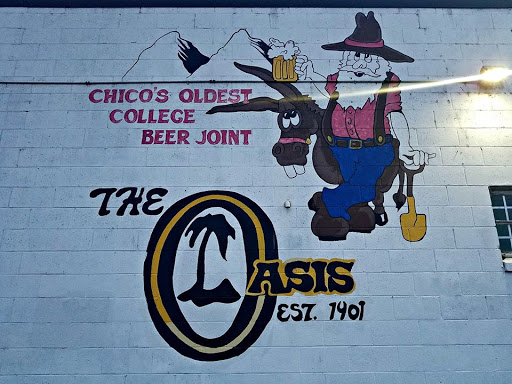 CHICO'S OLDEST
COLLEGE
BEER JOINT
THE
OASIS
EST. 1901